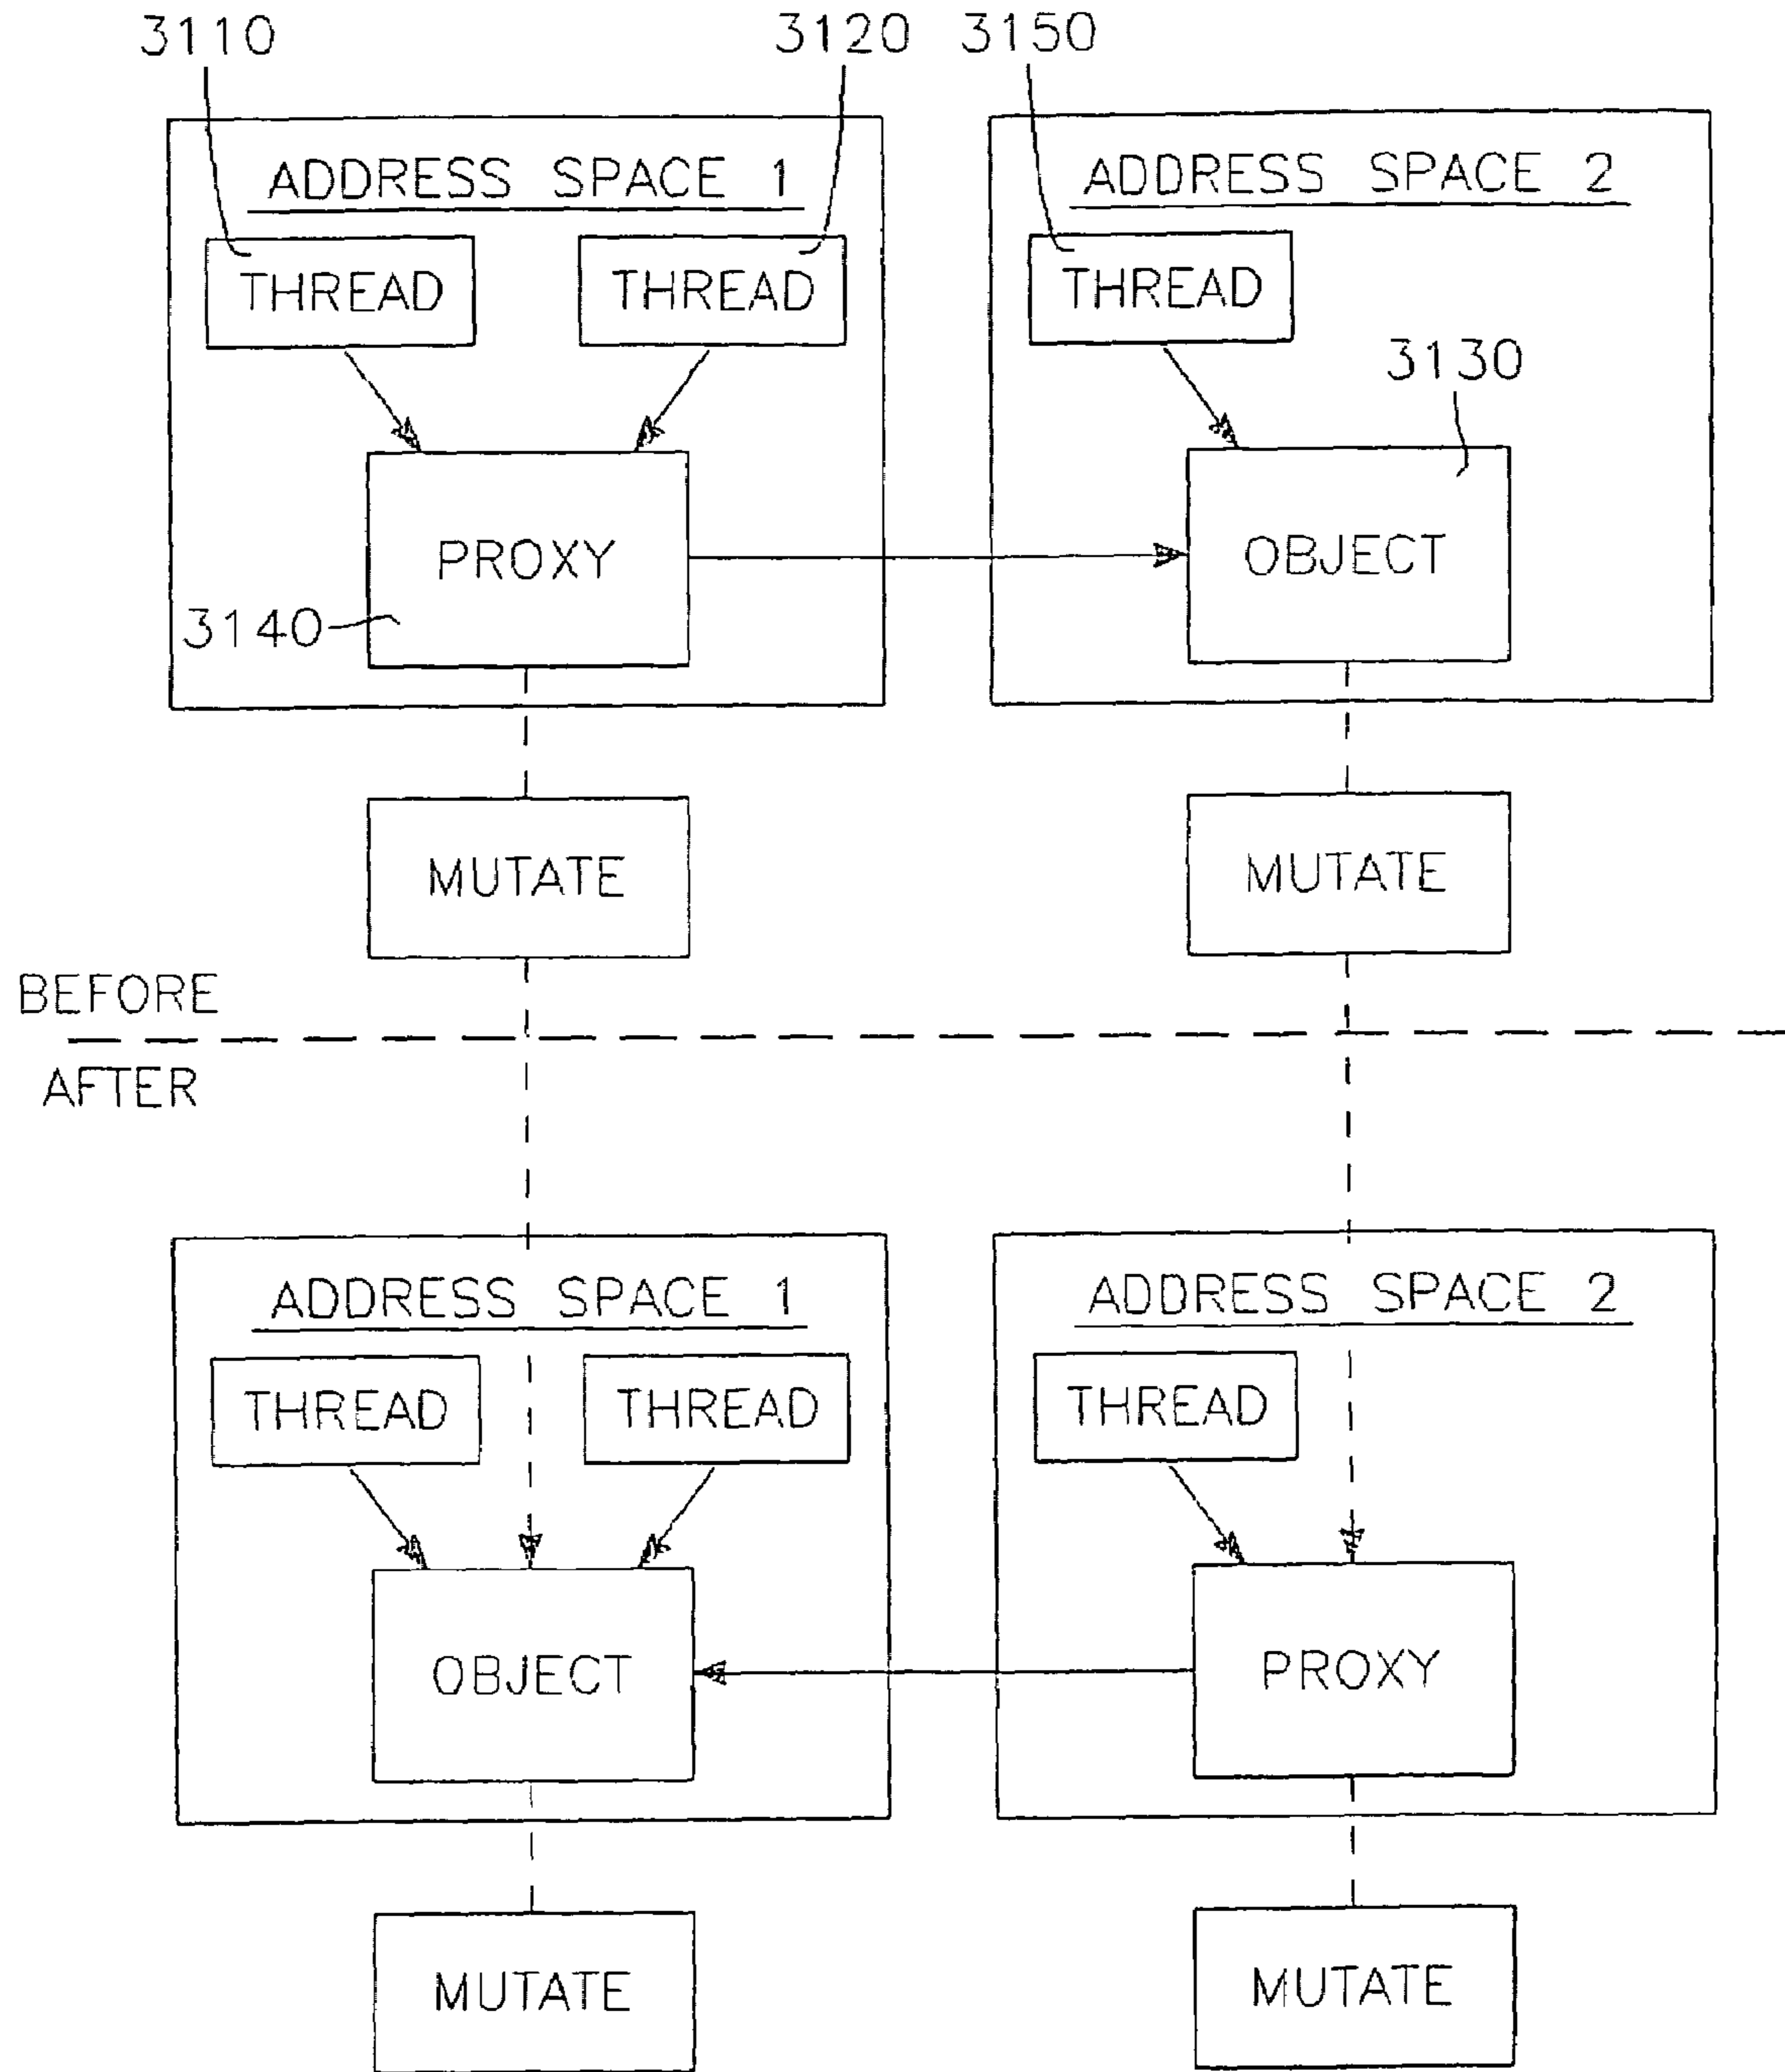 3110
3120
3150
ADDRESS SPACE 1
ADDRESS SPACE 2
THREAD
THREAD
THREAD
3130
PROXY
OBJECT
3140
MUTATE
MUTATE
BEFORE
AFTER
ADDRESS SPACE 1
ADDRESS SPACE 2
THREAD
THREAD
THREAD
OBJECT
PROXY
MUTATE
MUTATE